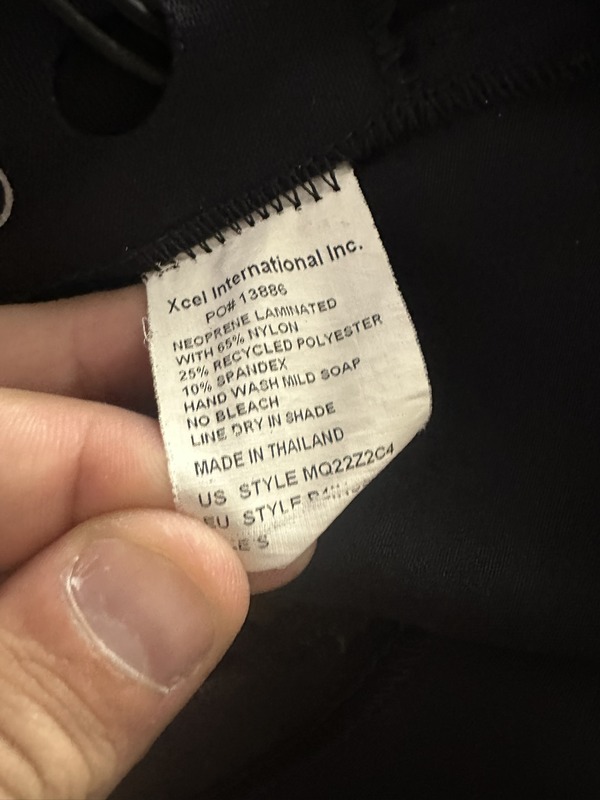 Xcel International Inc.
PO# 13886
NEOPRENE LAMINATED
WITH 65% NYLON
25% RECYCLED POLYESTER
10% SPANDEX
HAND WASH MILD SOAP
NO BLEACH
LINE DRY IN SHADE
MADE IN THAILAND
US STYLE MQ22Z2C4
EU STYLE
S